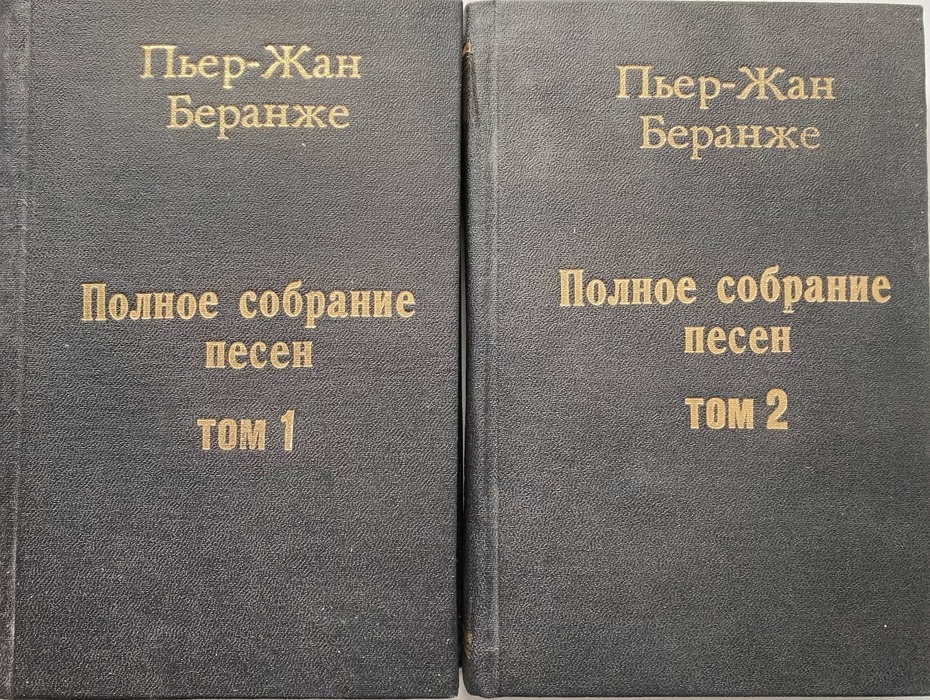 Пьер-Жан
Беранже
Полное собрание
песен
том 1
Пьер-Жан
Беранже
Полное собрание
песен
том 2